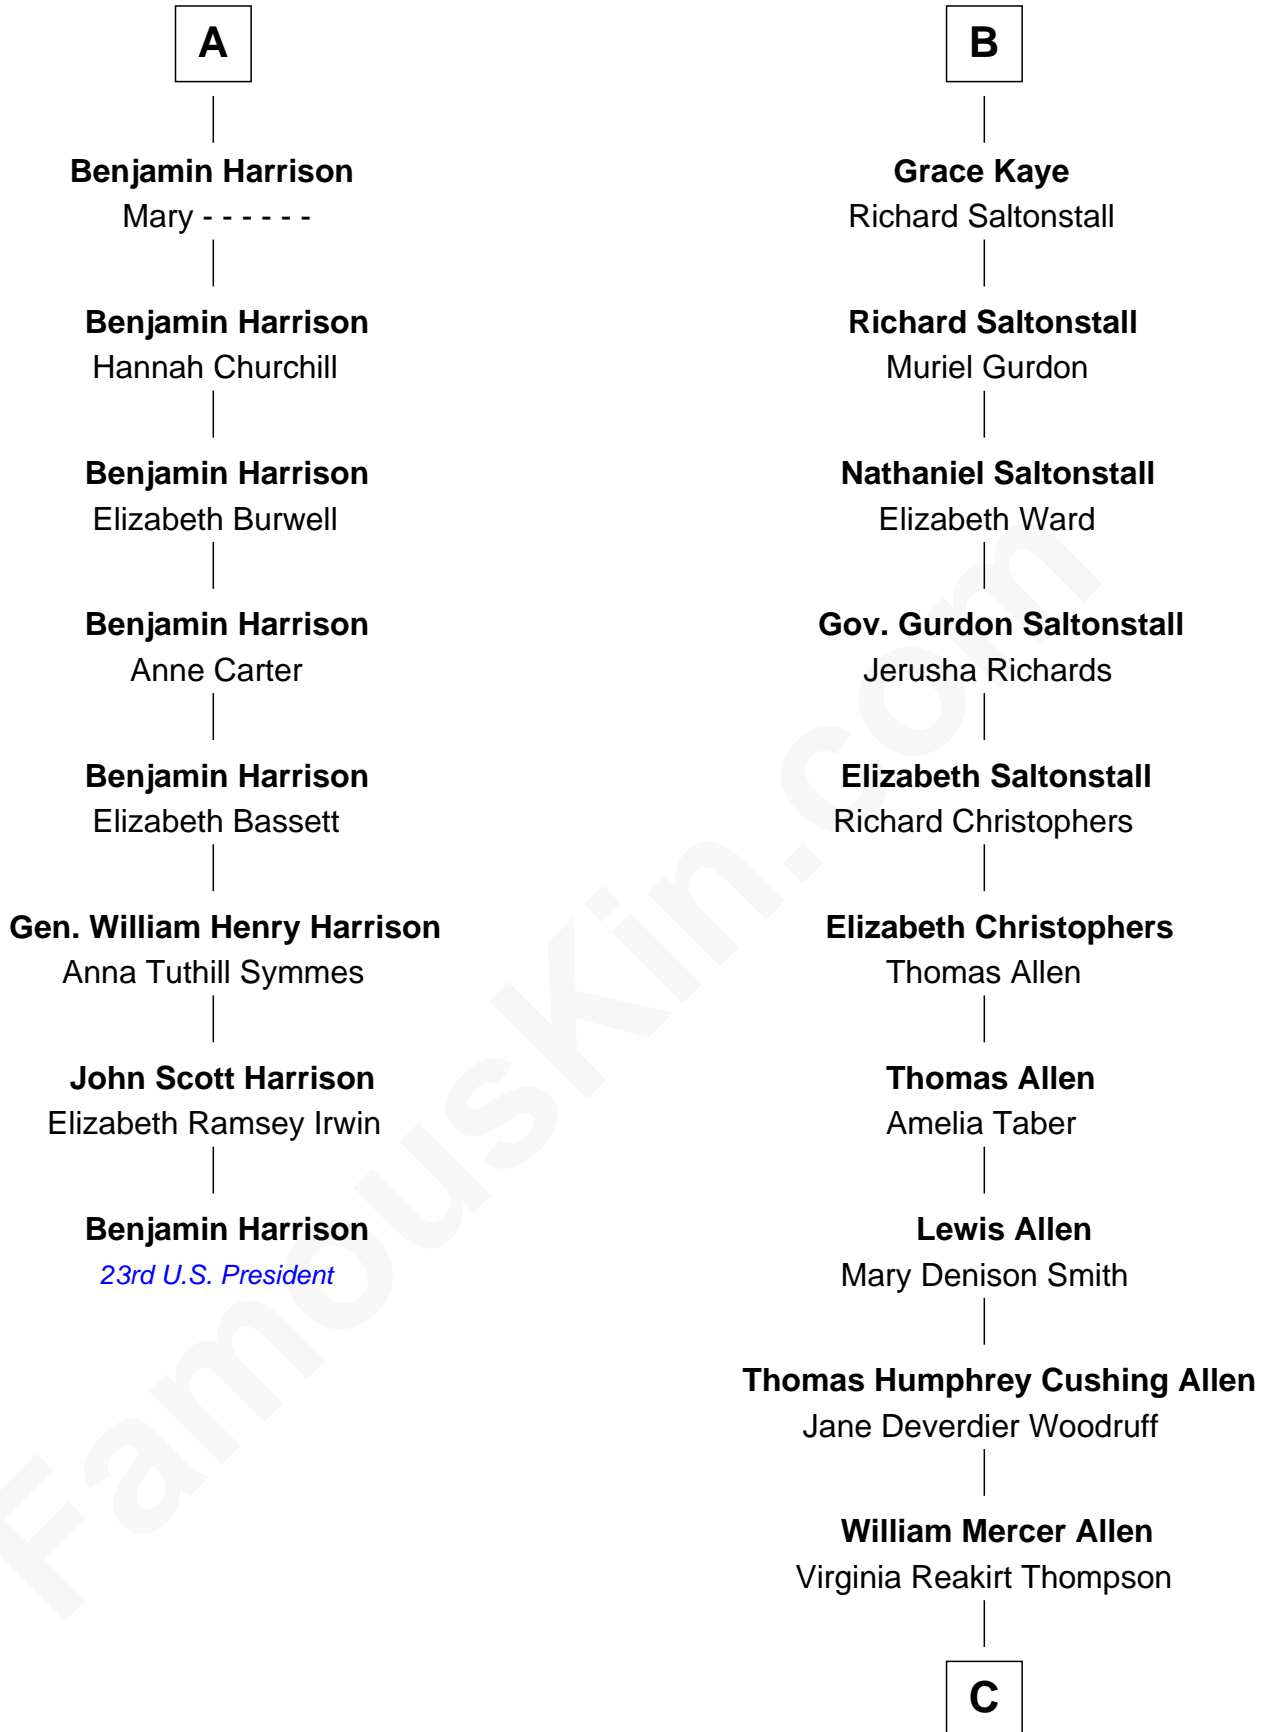 A
Benjamin Harrison
Mary - - - - - -
Benjamin Harrison
Hannah Churchill
Benjamin Harrison
Elizabeth Burwell
Benjamin Harrison
Anne Carter
Benjamin Harrison
Elizabeth Bassett
Gen. William Henry Harrison
Anna Tuthill Symmes
John Scott Harrison
Elizabeth Ramsey Irwin
Benjamin Harrison
23rd U.S. President
B
Grace Kaye
Richard Saltonstall
Richard Saltonstall
Muriel Gurdon
Nathaniel Saltonstall
Elizabeth Ward
Gov. Gurdon Saltonstall
Jerusha Richards
Elizabeth Saltonstall
Richard Christophers
Elizabeth Christophers
Thomas Allen
Thomas Allen
Amelia Taber
Lewis Allen
Mary Denison Smith
Thomas Humphrey Cushing Allen
Jane Deverdier Woodruff
William Mercer Allen
Virginia Reakirt Thompson
C
FamousKin.com